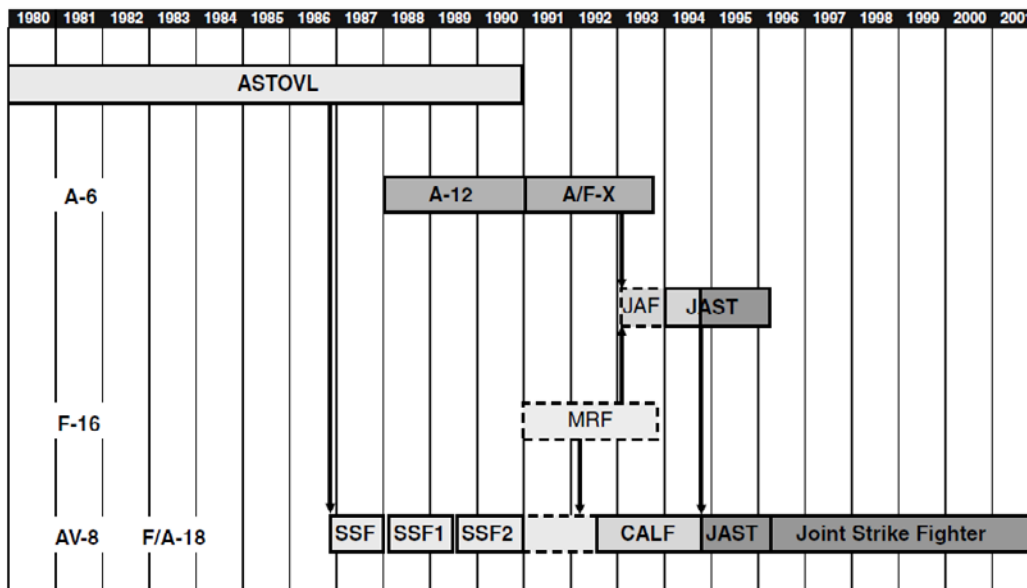 1980 1981 1982 1983 1984 1985 1986 1987 1988 1989 1990 1991 1992 1993 1994 1995 1996 1997 1998 1999 2000 2001
ASTOVL
A-6 A-12 A/F-X
JAF JAST
F-16 MRF
AV-8 F/A-18 SSF SSF1 SSF2 CALF JAST Joint Strike Fighter